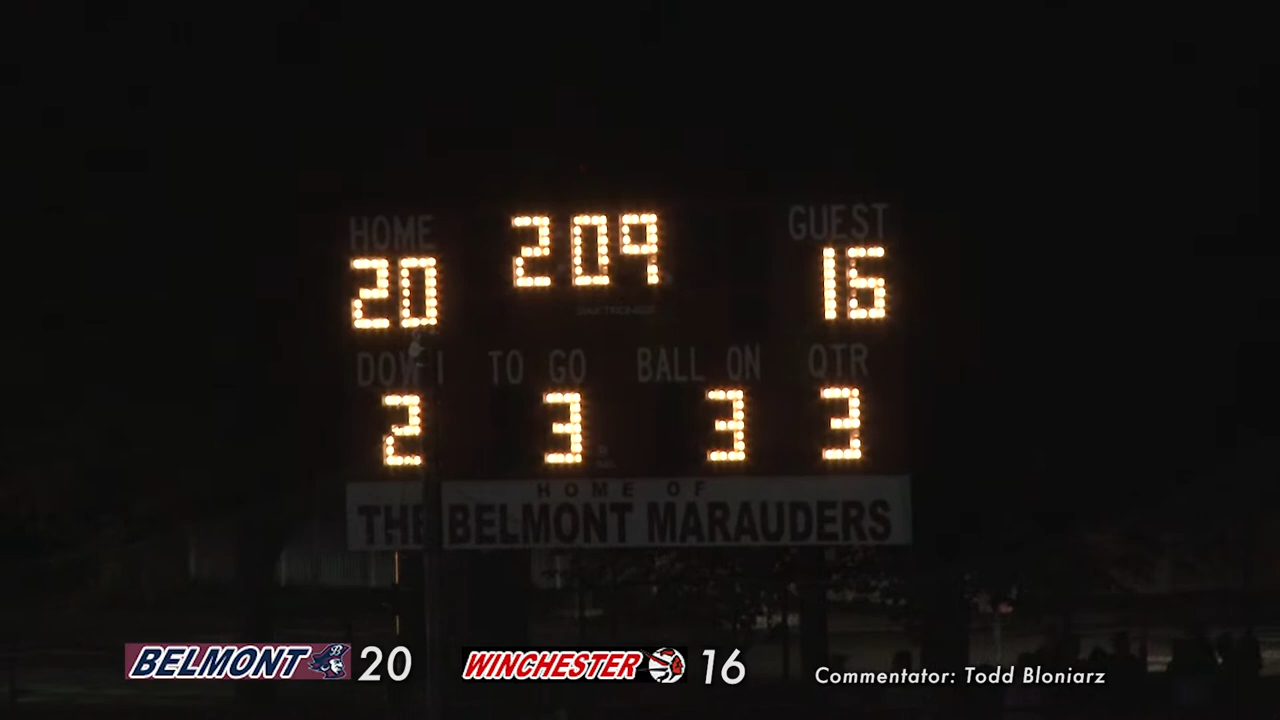 HOME 209 GUEST
20 16
DOWN TO GO BALL ON QTR
2 3 3 3
HOME OF
THE BELMONT MARAUDERS
BELMONT 20 WINCHESTER 16 Commentator: Todd Bloniarz